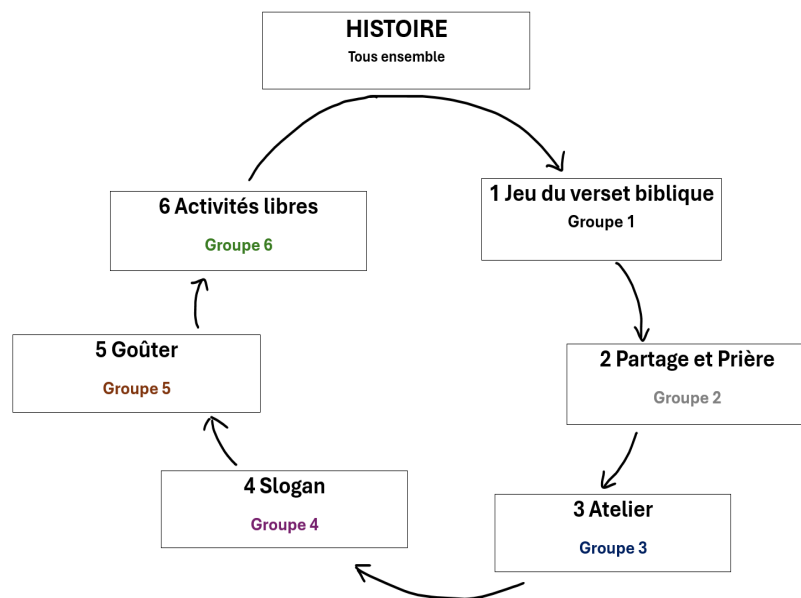 HISTOIRE
Tous ensemble
1 Jeu du verset biblique
Groupe 1
2 Partage et Prière
Groupe 2
3 Atelier
Groupe 3
4 Slogan
Groupe 4
5 Goûter
Groupe 5
6 Activités libres
Groupe 6